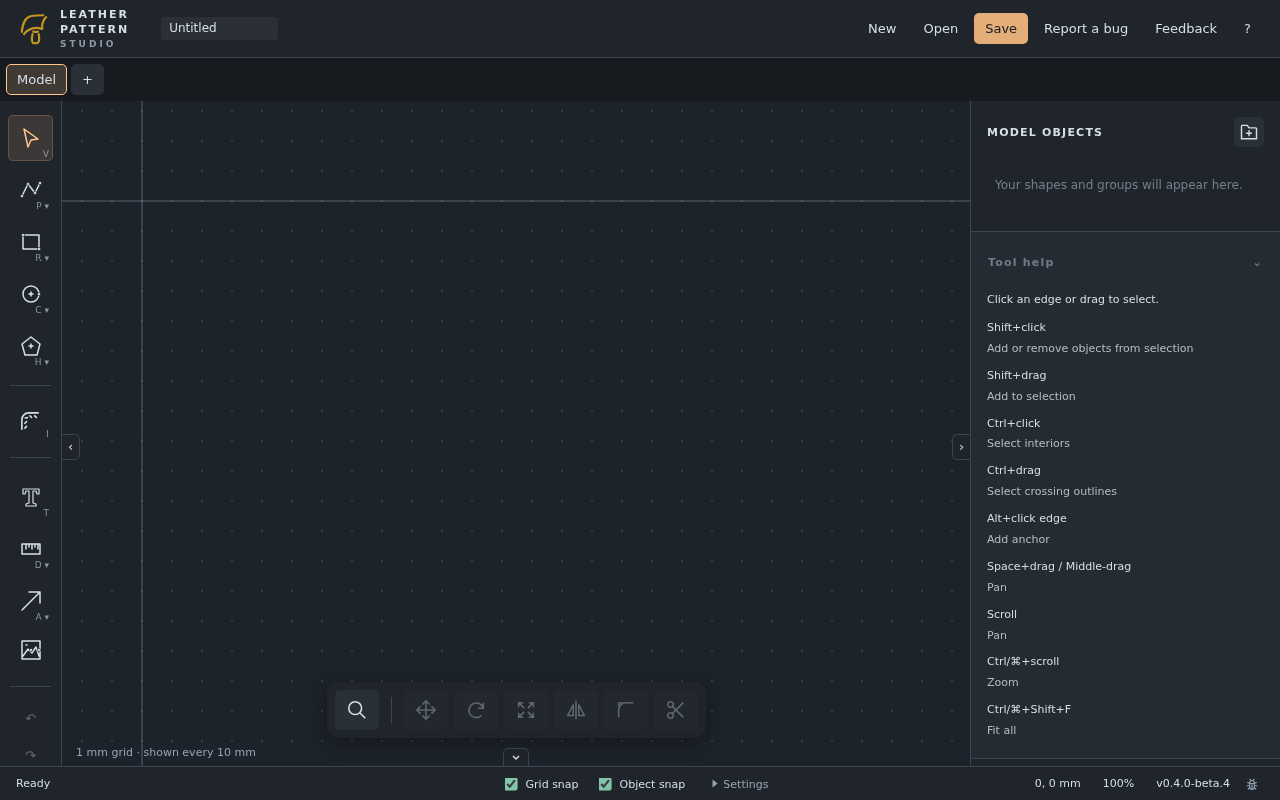 LEATHER
PATTERN
STUDIO
Untitled
New
Open
Save
Report a bug
Feedback
?
Model
+
V
P ▾
R ▾
C ▾
H ▾
I
T
D ▾
A ▾
MODEL OBJECTS
Your shapes and groups will appear here.
Tool help
Click an edge or drag to select.
Shift+click
Add or remove objects from selection
Shift+drag
Add to selection
Ctrl+click
Select interiors
Ctrl+drag
Select crossing outlines
Alt+click edge
Add anchor
Space+drag / Middle-drag
Pan
Scroll
Pan
Ctrl/⌘+scroll
Zoom
Ctrl/⌘+Shift+F
Fit all
1 mm grid · shown every 10 mm
Ready
Grid snap
Object snap
Settings
0, 0 mm
100%
v0.4.0-beta.4